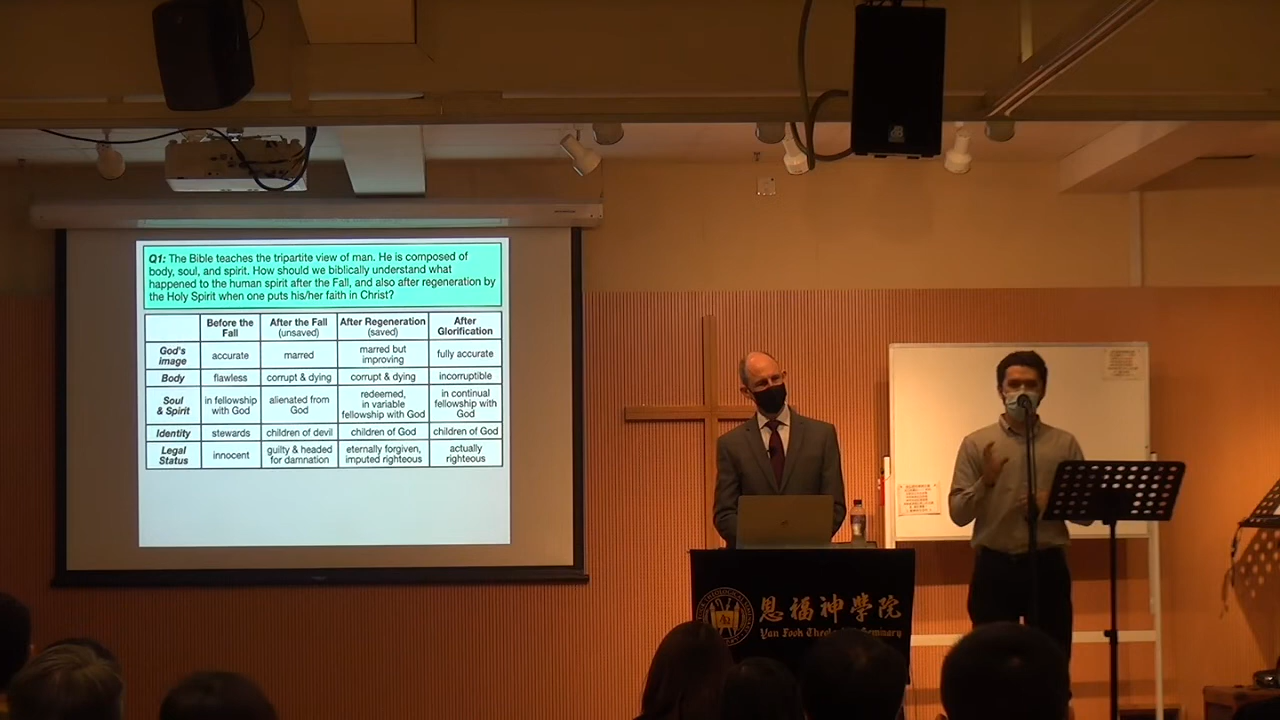 Q1: The Bible teaches the tripartite view of man. He is composed of
body, soul, and spirit. How should we biblically understand what
happened to the human spirit after the Fall, and also after regeneration by
the Holy Spirit when one puts his/her faith in Christ?
Before the Fall | After the Fall (unsaved) | After Regeneration (saved) | After Glorification
God's image | accurate | marred | marred but improving | fully accurate
Body | flawless | corrupt & dying | corrupt & dying | incorruptible
Soul & Spirit | in fellowship with God | alienated from God | redeemed, in variable fellowship with God | in continual fellowship with God
Identity | stewards | children of devil | children of God | children of God
Legal Status | innocent | guilty & headed for damnation | eternally forgiven, imputed righteous | actually righteous
恩福神學院
Yan Fook